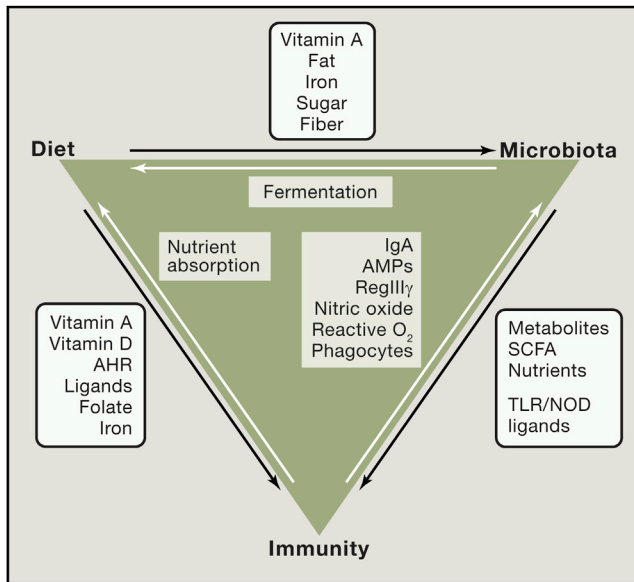 Vitamin A
Fat
Iron
Sugar
Fiber
Diet
Microbiota
Fermentation
Nutrient
absorption
IgA
AMPs
RegIIIγ
Nitric oxide
Reactive O₂
Phagocytes
Vitamin A
Vitamin D
AHR
Ligands
Folate
Iron
Metabolites
SCFA
Nutrients
TLR/NOD
ligands
Immunity